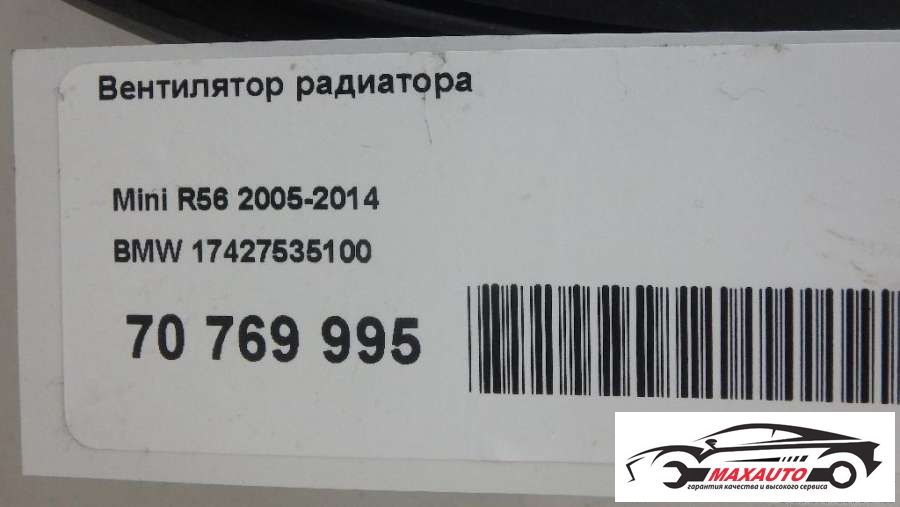 Вентилятор радиатора
Mini R56 2005-2014
BMW 17427535100
70 769 995
MAXAUTO
гарантия качества и высокого сервиса